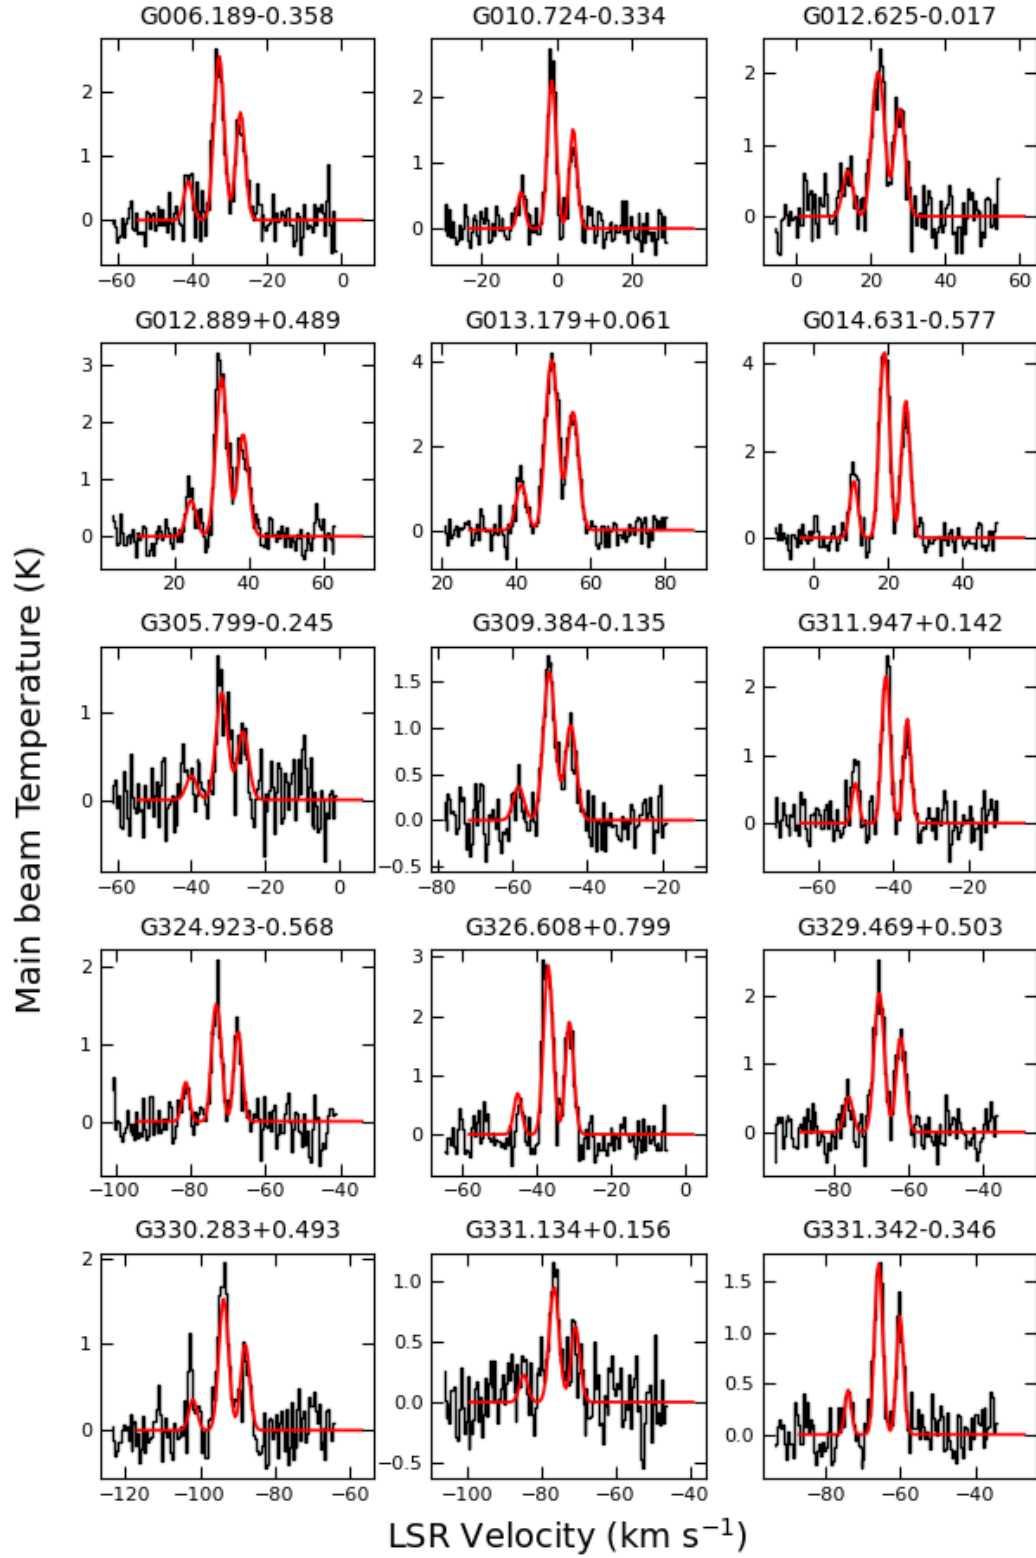 G006.189-0.358
G010.724-0.334
G012.625-0.017
2
1
0
−60 −40 −20 0
2
1
0
−20 0 20
2
1
0
0 20 40 60
G012.889+0.489
G013.179+0.061
G014.631-0.577
3
2
1
0
20 40 60
4
2
0
20 40 60 80
4
2
0
0 20 40
G305.799-0.245
G309.384-0.135
G311.947+0.142
1
0
−60 −40 −20 0
1.5
1.0
0.5
0.0
−0.5
−80 −60 −40 −20
2
1
0
−60 −40 −20
G324.923-0.568
G326.608+0.799
G329.469+0.503
2
1
0
−100 −80 −60 −40
3
2
1
0
−60 −40 −20 0
2
1
0
−80 −60 −40
G330.283+0.493
G331.134+0.156
G331.342-0.346
2
1
0
−120 −100 −80 −60
1.0
0.5
0.0
−0.5
−100 −80 −60 −40
1.5
1.0
0.5
0.0
−80 −60 −40
Main beam Temperature (K)
LSR Velocity (km s⁻¹)